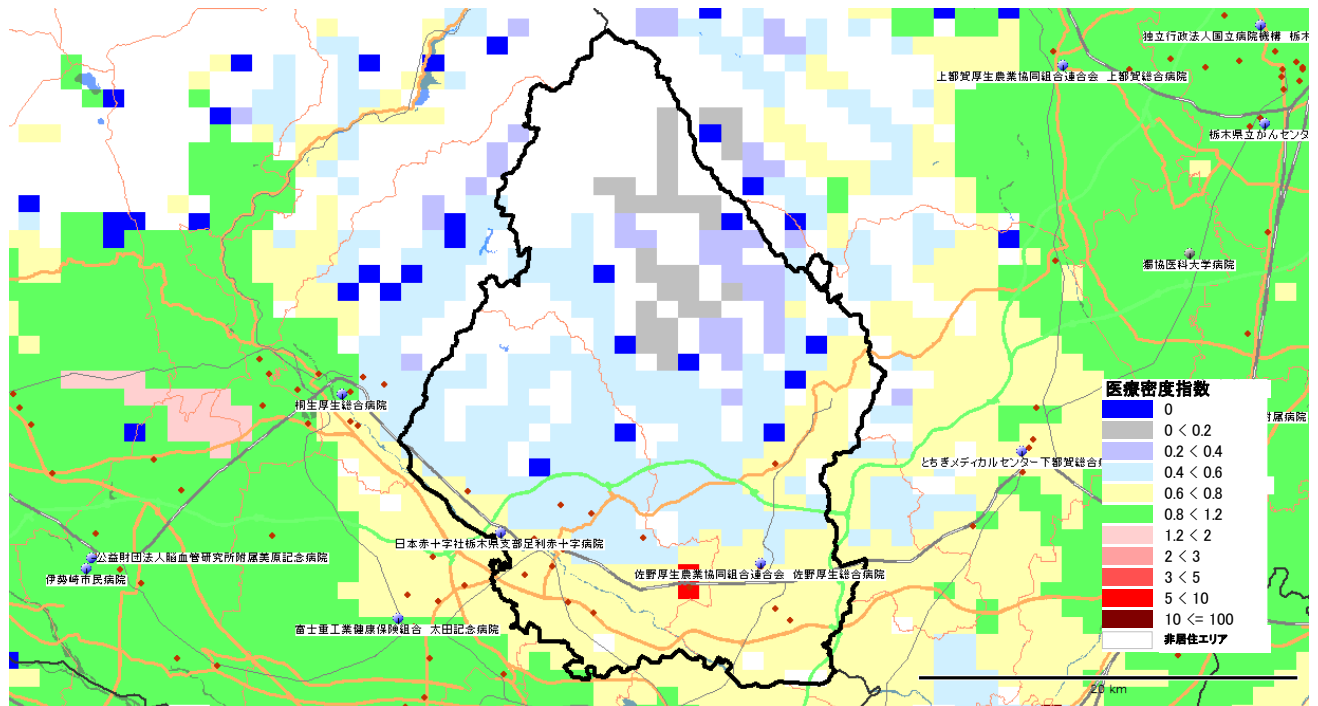 独立行政法人国立病院機構 栃木
上都賀厚生農業協同組合連合会 上都賀総合病院
栃木県立がんセンタ
獨協医科大学病院
医療密度指数
0
0 < 0.2
0.2 < 0.4
0.4 < 0.6
0.6 < 0.8
0.8 < 1.2
1.2 < 2
2 < 3
3 < 5
5 < 10
10 <= 100
非居住エリア
桐生厚生総合病院
付属病院
とちぎメディカルセンター下都賀総合
日本赤十字社栃木県支部足利赤十字病院
公益財団法人脳血管研究所附属美原記念病院
伊勢崎市民病院
佐野厚生農業協同組合連合会 佐野厚生総合病院
富士重工業健康保険組合 太田記念病院
20 km